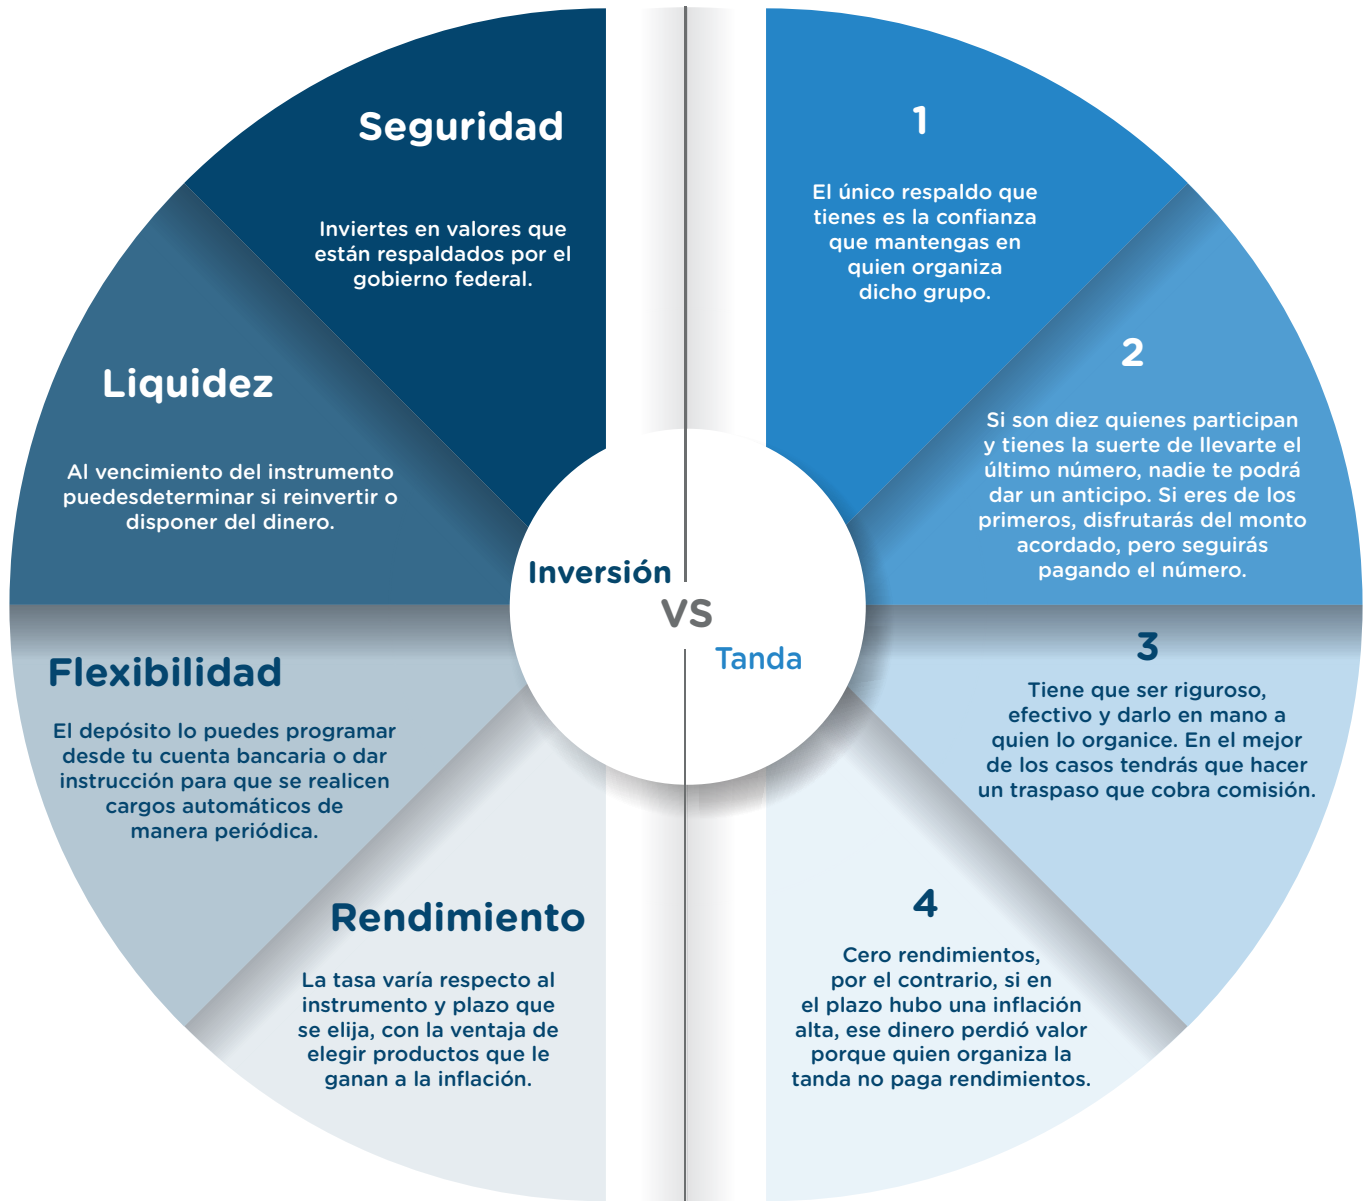 Seguridad
Inviertes en valores que
están respaldados por el
gobierno federal.
Liquidez
Al vencimiento del instrumento
puedesdeterminar si reinvertir o
disponer del dinero.
Flexibilidad
El depósito lo puedes programar
desde tu cuenta bancaria o dar
instrucción para que se realicen
cargos automáticos de
manera periódica.
Rendimiento
La tasa varía respecto al
instrumento y plazo que
se elija, con la ventaja de
elegir productos que le
ganan a la inflación.
Inversión
VS
Tanda
1
El único respaldo que
tienes es la confianza
que mantengas en
quien organiza
dicho grupo.
2
Si son diez quienes participan
y tienes la suerte de llevarte el
último número, nadie te podrá
dar un anticipo. Si eres de los
primeros, disfrutarás del monto
acordado, pero seguirás
pagando el número.
3
Tiene que ser riguroso,
efectivo y darlo en mano a
quien lo organice. En el mejor
de los casos tendrás que hacer
un traspaso que cobra comisión.
4
Cero rendimientos,
por el contrario, si en
el plazo hubo una inflación
alta, ese dinero perdió valor
porque quien organiza la
tanda no paga rendimientos.